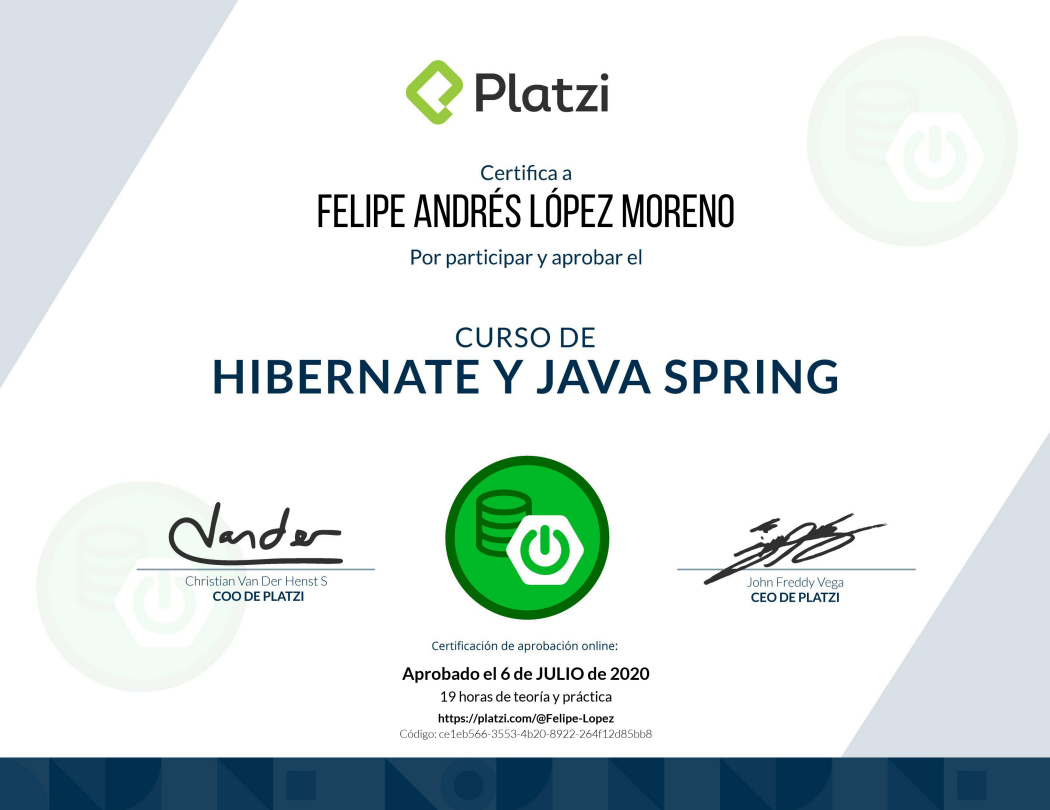 Platzi
Certifica a
FELIPE ANDRÉS LÓPEZ MORENO
Por participar y aprobar el
CURSO DE
HIBERNATE Y JAVA SPRING
Vander
Christian Van Der Henst S
COO DE PLATZI
John Freddy Vega
CEO DE PLATZI
Certificación de aprobación online:
Aprobado el 6 de JULIO de 2020
19 horas de teoría y práctica
https://platzi.com/@Felipe-Lopez
Código: ce1eb566-3553-4b20-8922-264f12d85bb8